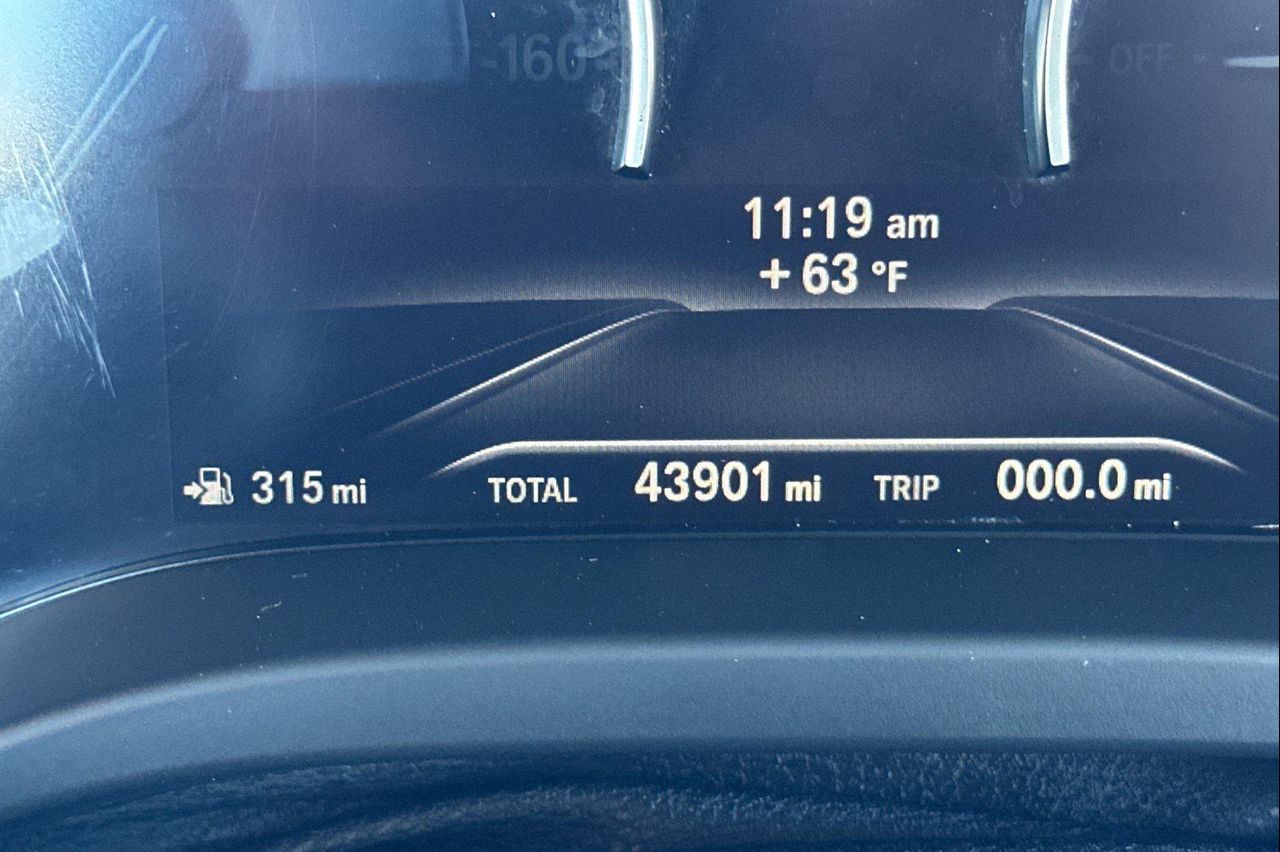 -160 OFF
11:19 am
+ 63 °F
315 mi TOTAL 43901 mi TRIP 000.0 mi